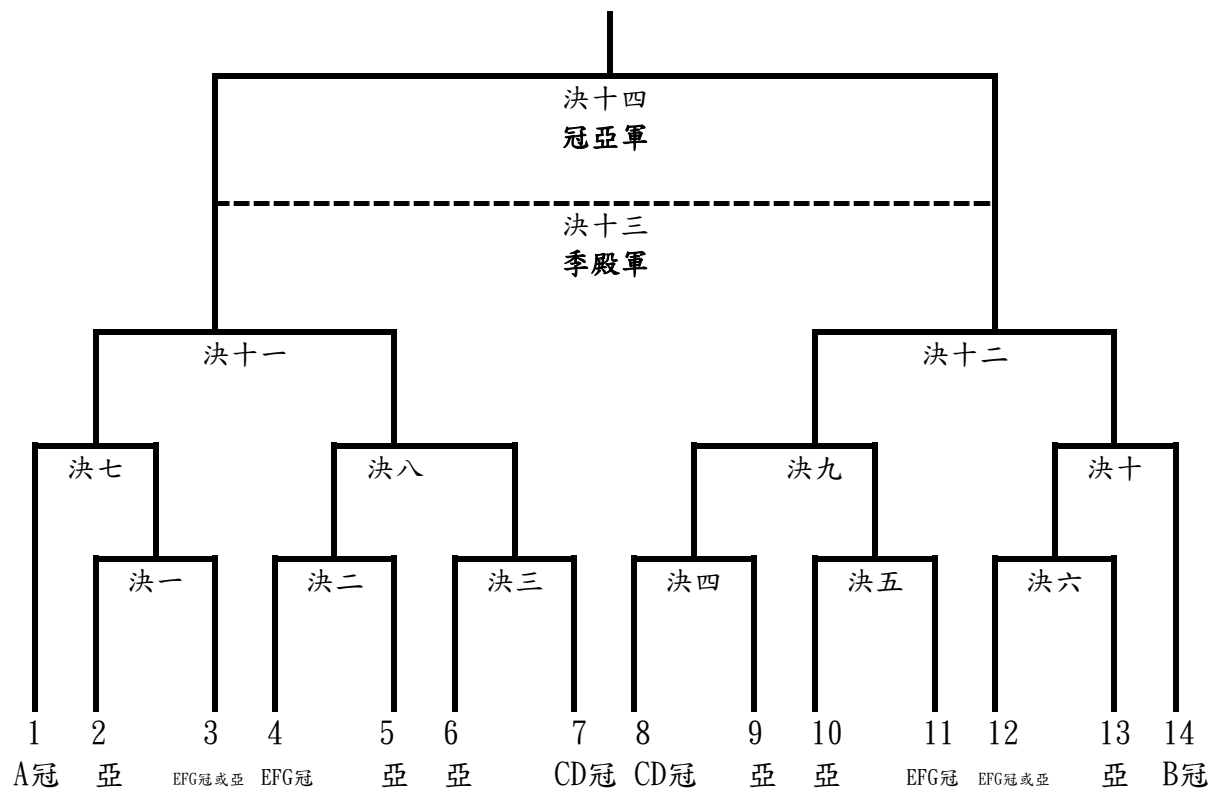 決十四
冠亞軍
決十三
季殿軍
決十一 決十二
決七 決八 決九 決十
決一 決二 決三 決四 決五 決六
1 2 3 4 5 6 7 8 9 10 11 12 13 14
A冠 亞 EFG冠或亞 EFG冠 亞 亞 CD冠 CD冠 亞 亞 EFG冠 EFG冠或亞 亞 B冠